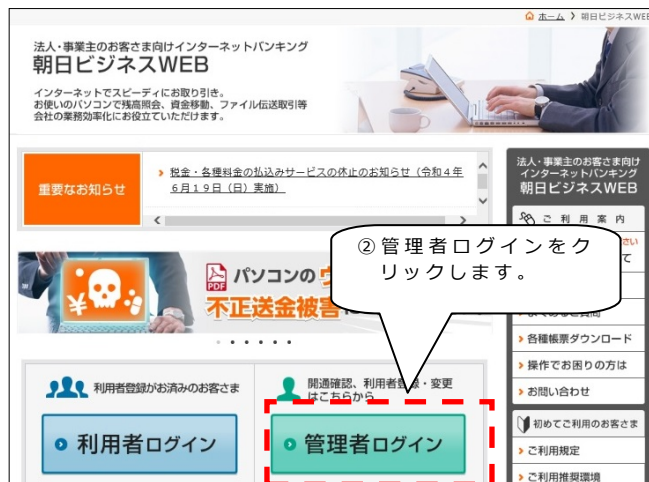 ホーム 》 朝日ビジネスWEB
法人・事業主のお客さま向けインターネットバンキング
朝日ビジネスWEB
インターネットでスピーディにお取り引き。
お使いのパソコンで残高照会、資金移動、ファイル伝送取引等
会社の業務効率化にお役立ていただけます。
重要なお知らせ
税金・各種料金の払込みサービスの休止のお知らせ（令和４年
６月１９日（日）実施）
法人・事業主のお客さま向け
インターネットバンキング
朝日ビジネスWEB
ご利用案内
さい
て
②管理者ログインをク
リックします。
PDF
パソコンの
不正送金被害
よくあるご質問
各種帳票ダウンロード
操作でお困りの方は
お問い合わせ
利用者登録がお済みのお客さま
利用者ログイン
開通確認、利用者登録・変更
はこちらから
管理者ログイン
初めてご利用のお客さま
ご利用規定
ご利用推奨環境